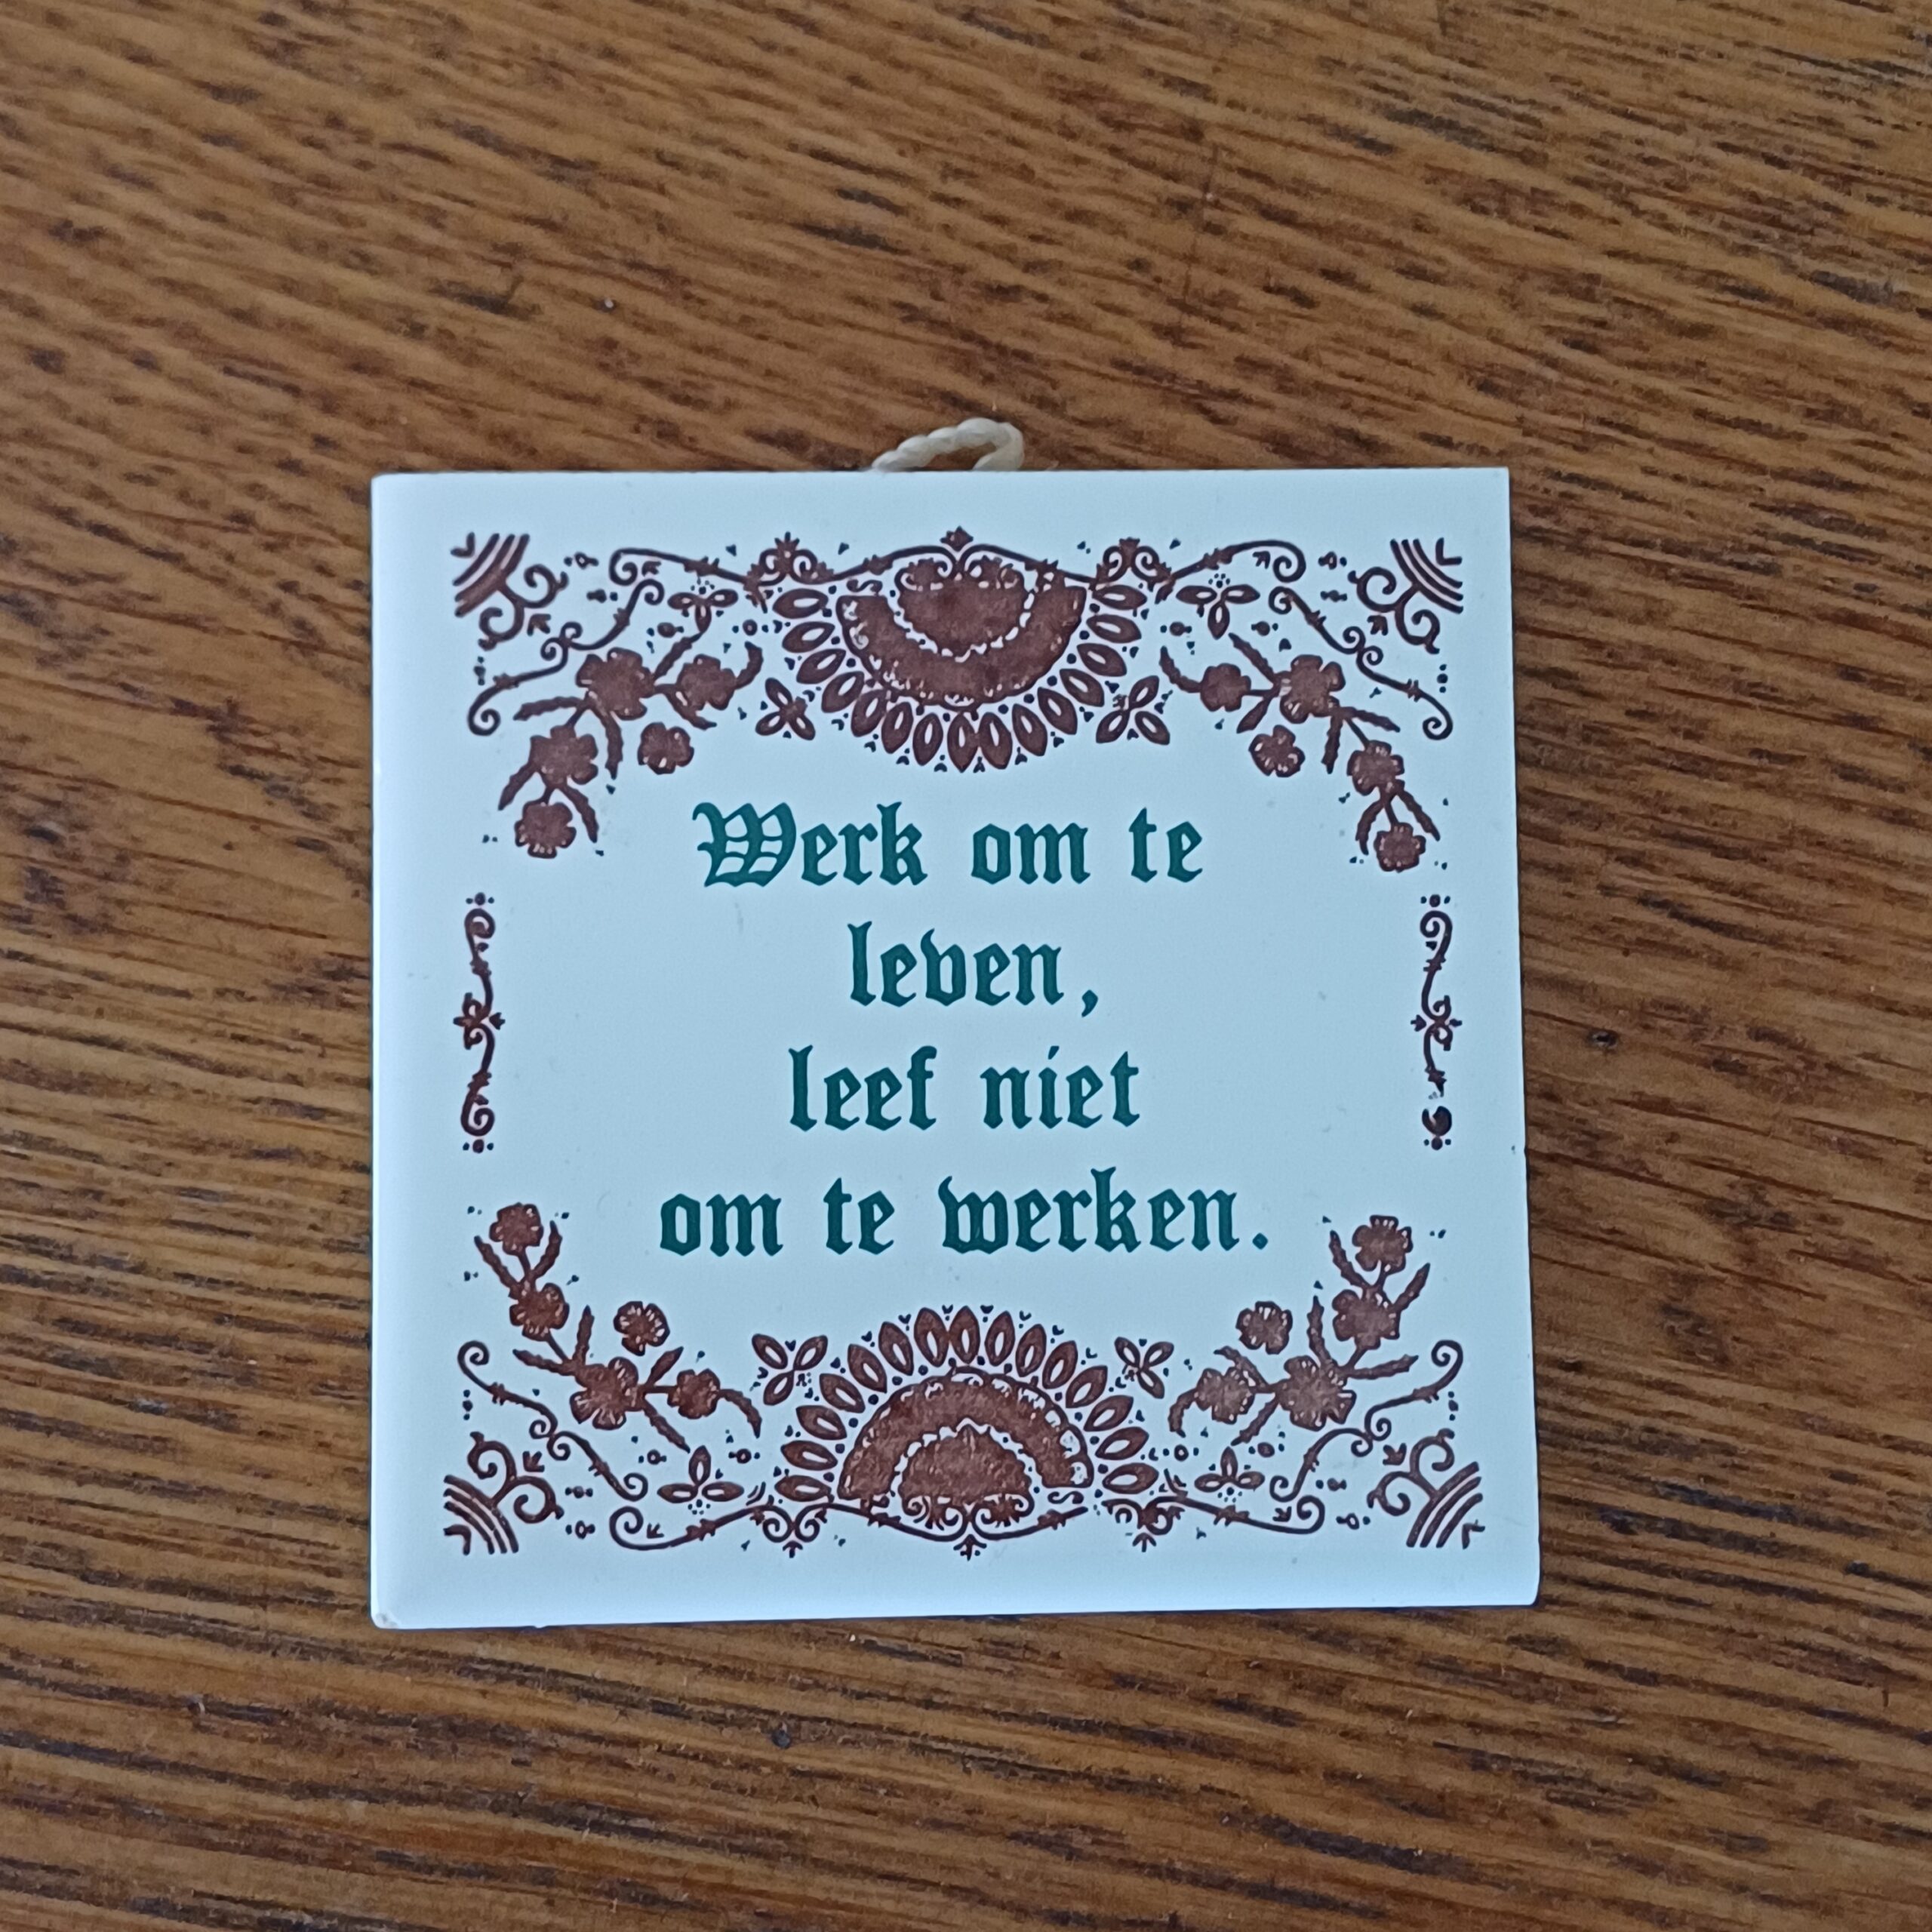 Werk om te
leven,
leef niet
om te werken.